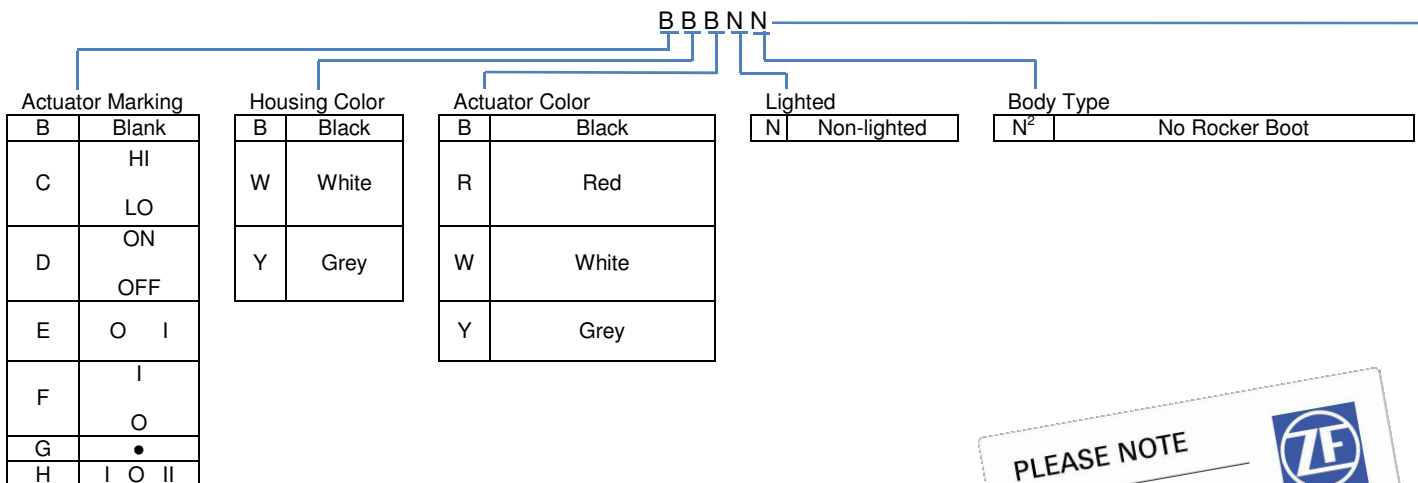 B B B N N
Actuator Marking
B Blank
C HI LO
D ON OFF
E O I
F I O
G ●
H I O II
Housing Color
B Black
W White
Y Grey
Actuator Color
B Black
R Red
W White
Y Grey
Lighted
N Non-lighted
Body Type
N² No Rocker Boot
PLEASE NOTE
ZF